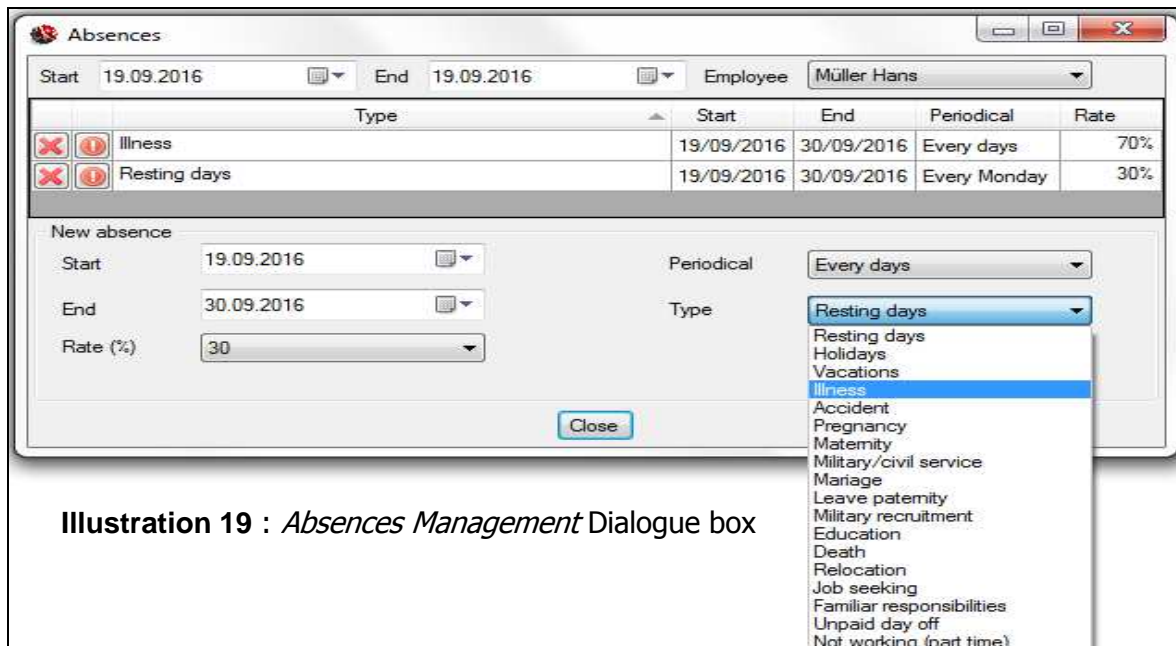 Absences
Start 19.09.2016 End 19.09.2016 Employee Müller Hans
Type Start End Periodical Rate
Illness 19/09/2016 30/09/2016 Every days 70%
Resting days 19/09/2016 30/09/2016 Every Monday 30%
New absence
Start 19.09.2016 Periodical Every days
End 30.09.2016 Type Resting days
Rate (%) 30
Resting days
Holidays
Vacations
Illness
Accident
Pregnancy
Maternity
Military/civil service
Mariage
Leave paternity
Military recruitment
Education
Death
Relocation
Job seeking
Familiar responsibilities
Unpaid day off
Not working (part time)
Close
Illustration 19 : Absences Management Dialogue box